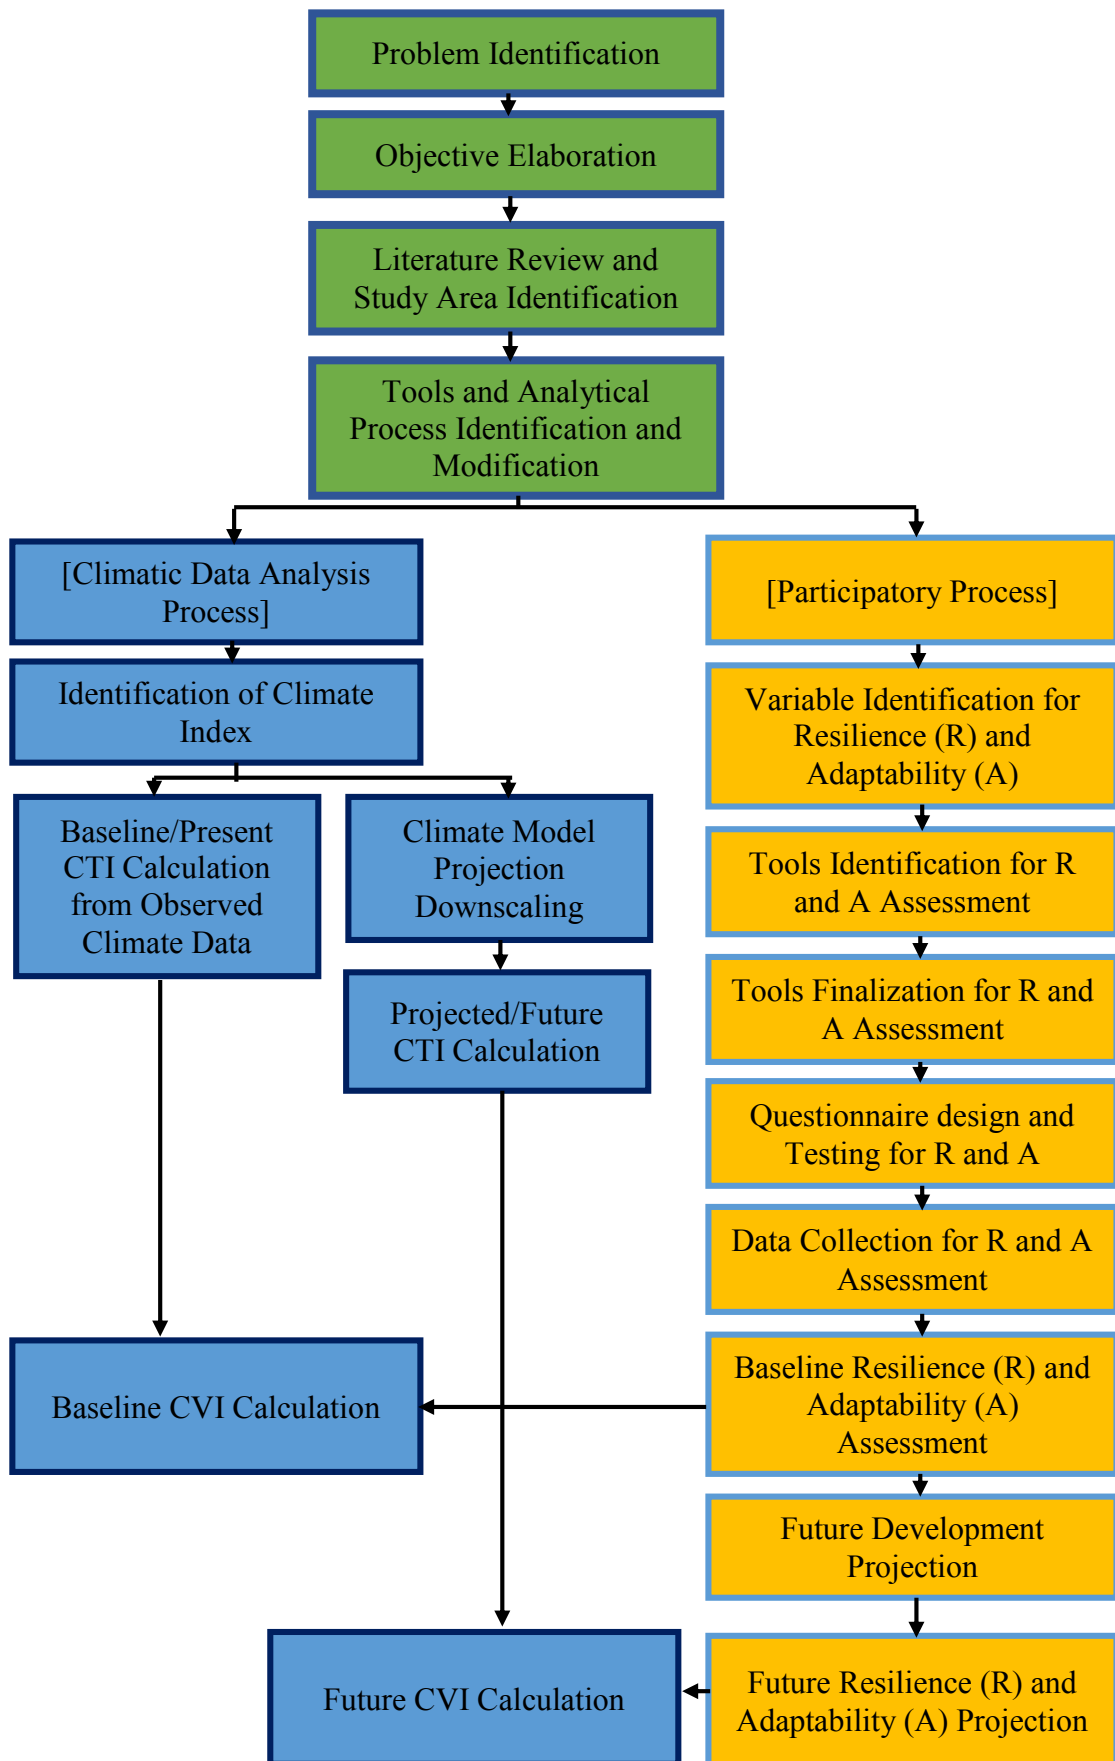 Problem Identification
Objective Elaboration
Literature Review and
Study Area Identification
Tools and Analytical
Process Identification and
Modification
[Climatic Data Analysis
Process]
Identification of Climate
Index
Baseline/Present
CTI Calculation
from Observed
Climate Data
Climate Model
Projection
Downscaling
Projected/Future
CTI Calculation
Baseline CVI Calculation
Future CVI Calculation
[Participatory Process]
Variable Identification for
Resilience (R) and
Adaptability (A)
Tools Identification for R
and A Assessment
Tools Finalization for R and
A Assessment
Questionnaire design and
Testing for R and A
Data Collection for R and A
Assessment
Baseline Resilience (R) and
Adaptability (A)
Assessment
Future Development
Projection
Future Resilience (R) and
Adaptability (A) Projection